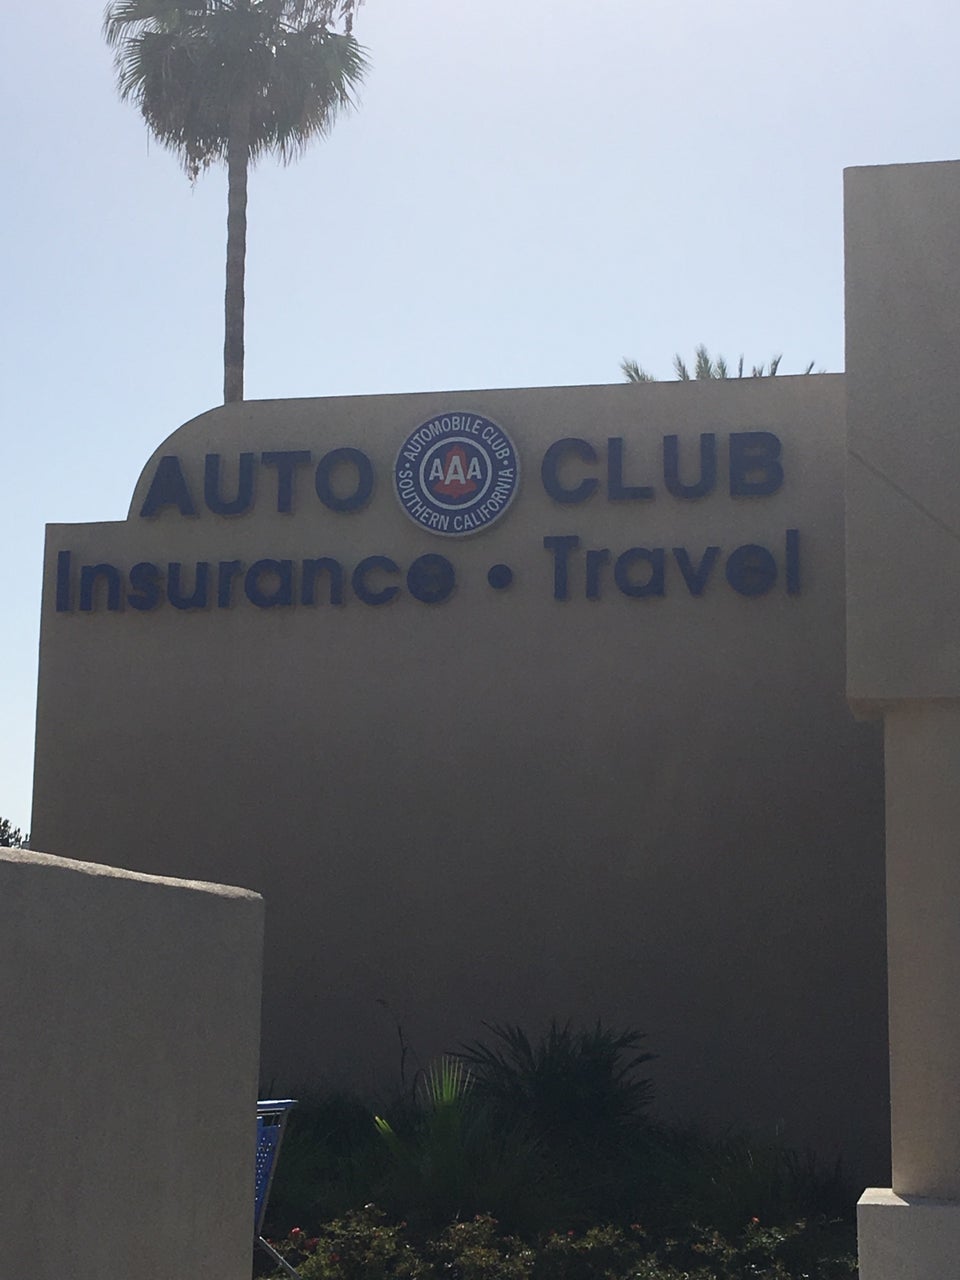 AUTO CLUB
AUTOMOBILE CLUB
AAA
SOUTHERN CALIFORNIA
Insurance • Travel